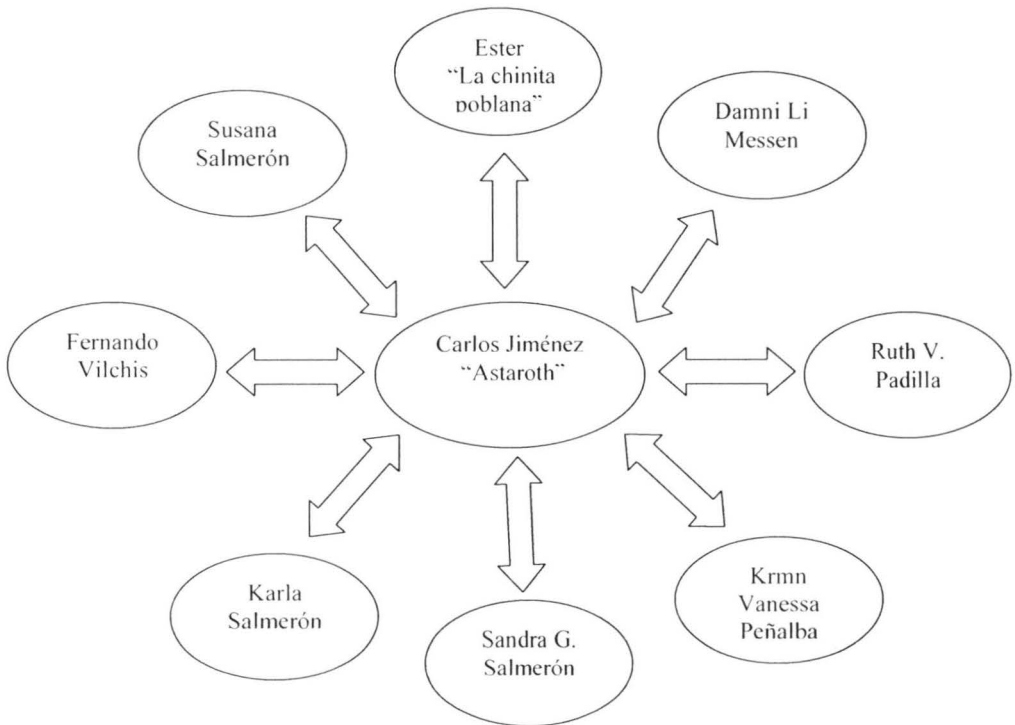 Ester
“La chinita
poblana”
Damni Li
Messen
Susana
Salmerón
Fernando
Vilchis
Carlos Jiménez
“Astaroth”
Ruth V.
Padilla
Karla
Salmerón
Sandra G.
Salmerón
Krmn
Vanessa
Peñalba